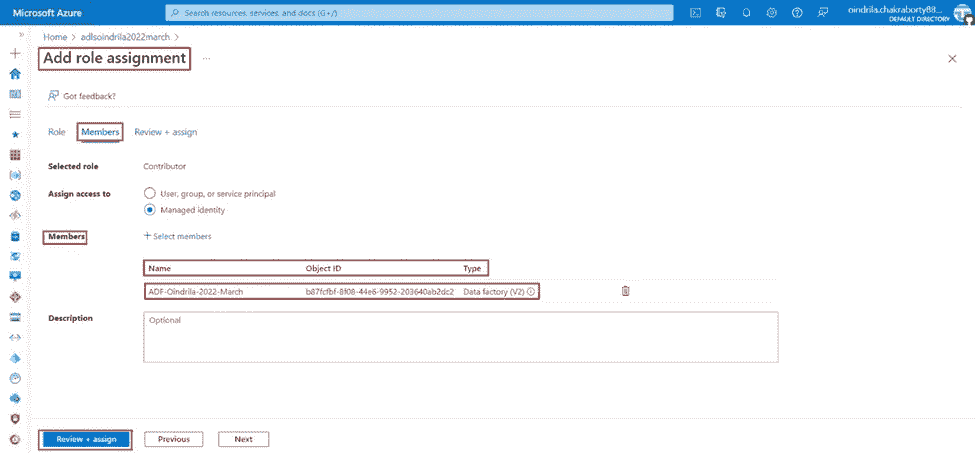 Microsoft Azure
Search resources, services, and docs (G+/)
oindrila.chakraborty88...
DEFAULT DIRECTORY
Home > adlsoindrila2022march >
Add role assignment ...
Got feedback?
Role Members Review + assign
Selected role Contributor
Assign access to User, group, or service principal
Managed identity
Members + Select members
Name Object ID Type
ADF-Oindrila-2022-March b87fcfbf-8f08-44e6-9952-203640ab2dc2 Data factory (V2)
Description Optional
Review + assign Previous Next